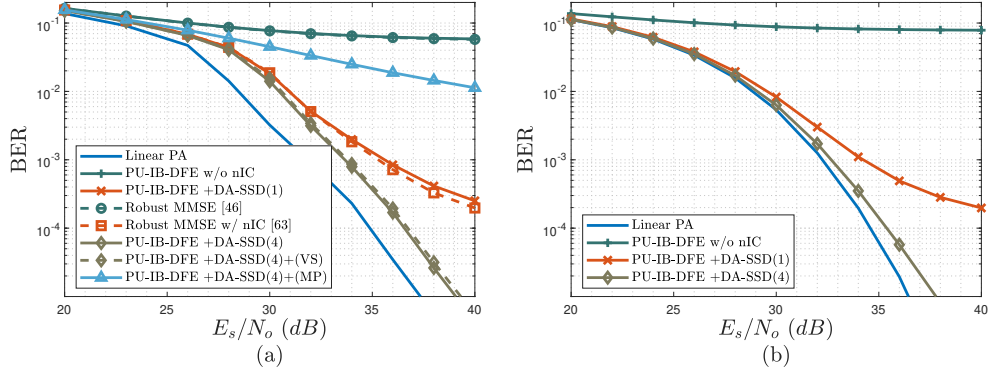 10^-1
10^-2
10^-3
10^-4
BER
Linear PA
PU-IB-DFE w/o nIC
PU-IB-DFE +DA-SSD(1)
Robust MMSE [46]
Robust MMSE w/ nIC [63]
PU-IB-DFE +DA-SSD(4)
PU-IB-DFE +DA-SSD(4)+(VS)
PU-IB-DFE +DA-SSD(4)+(MP)
20 25 30 35 40
E_s/N_o (dB)
(a)
10^-1
10^-2
10^-3
10^-4
BER
Linear PA
PU-IB-DFE w/o nIC
PU-IB-DFE +DA-SSD(1)
PU-IB-DFE +DA-SSD(4)
20 25 30 35 40
E_s/N_o (dB)
(b)